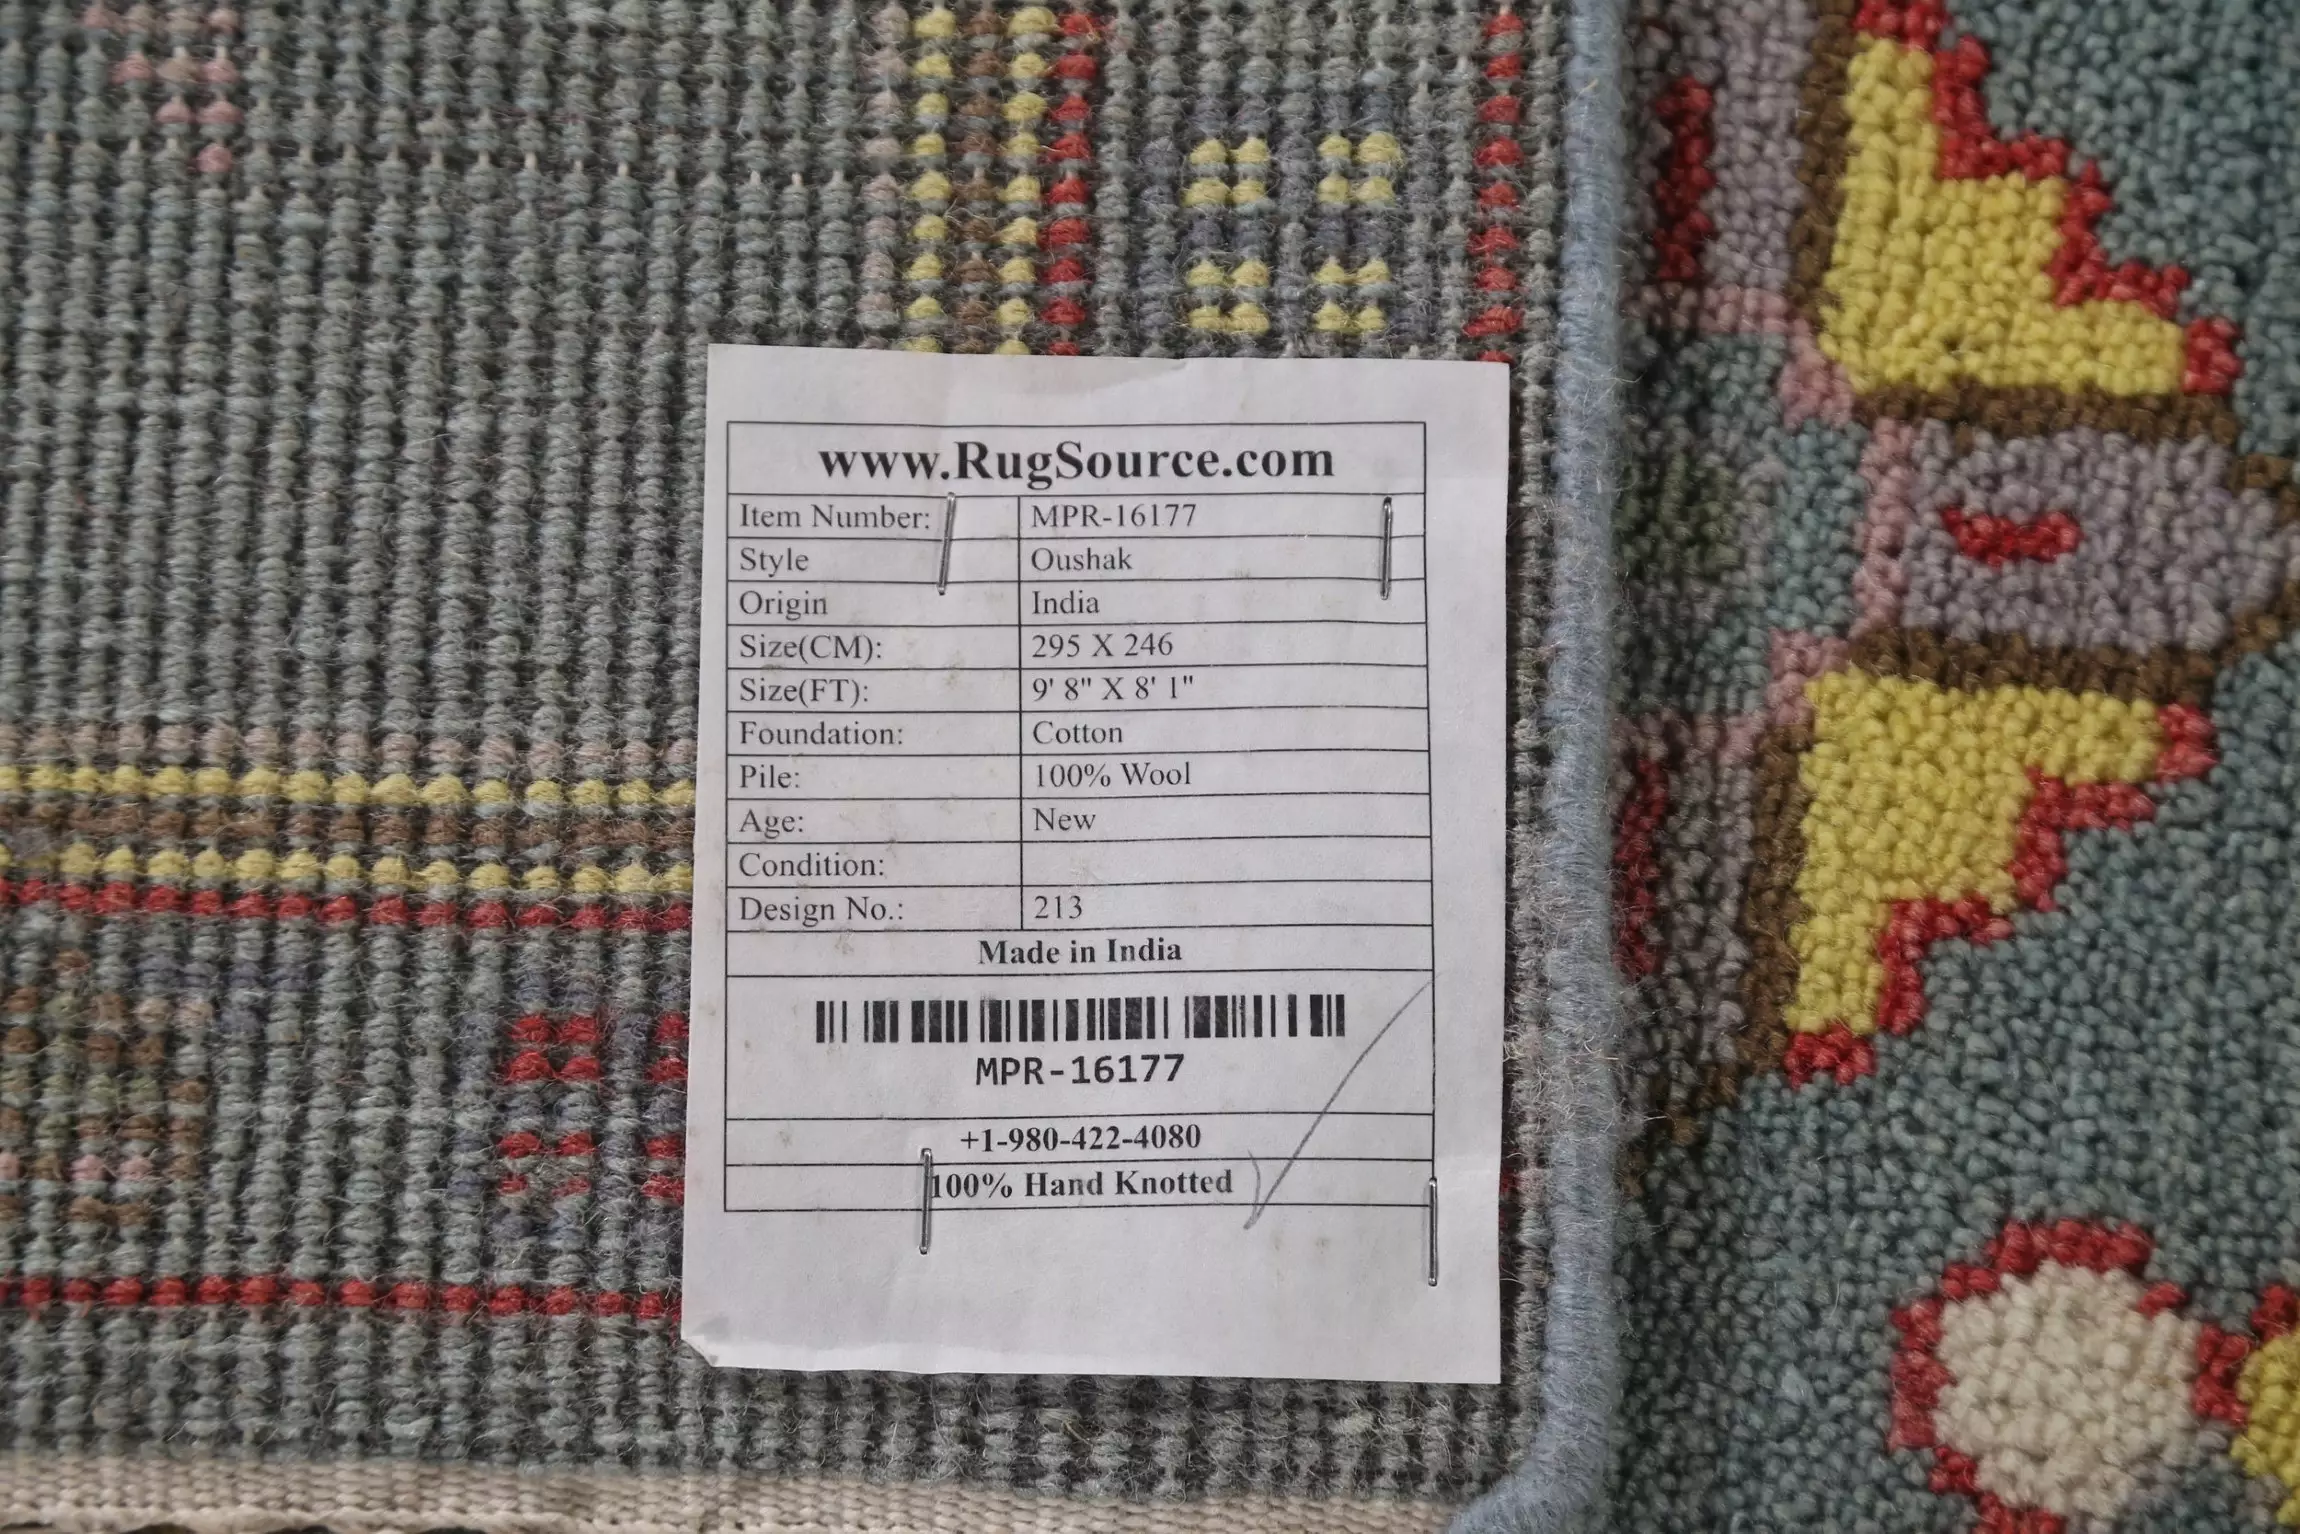 www.RugSource.com
Item Number: MPR-16177
Style Oushak
Origin India
Size(CM): 295 X 246
Size(FT): 9' 8" X 8' 1"
Foundation: Cotton
Pile: 100% Wool
Age: New
Condition:
Design No.: 213
Made in India
MPR-16177
+1-980-422-4080
100% Hand Knotted